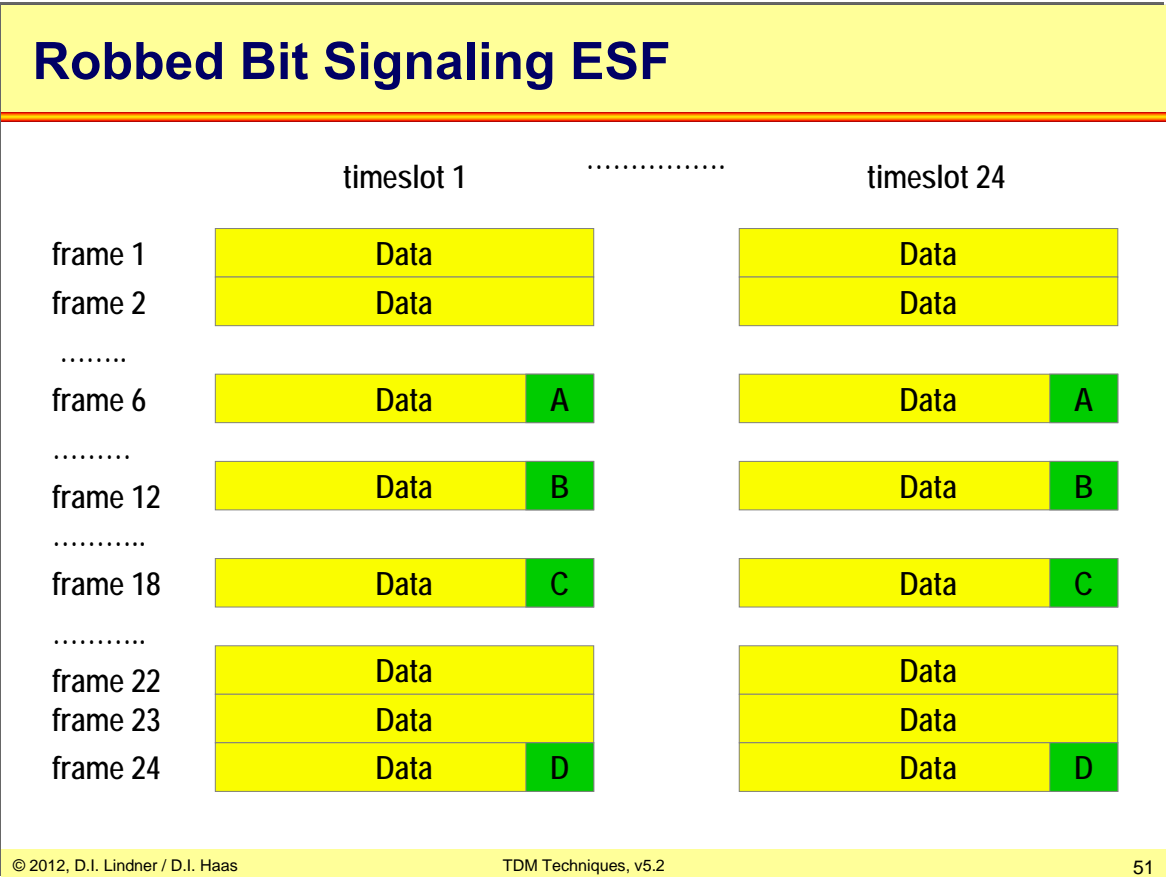 Robbed Bit Signaling ESF
timeslot 1 ................ timeslot 24
frame 1 Data Data
frame 2 Data Data
........
frame 6 Data A Data A
.........
frame 12 Data B Data B
...........
frame 18 Data C Data C
...........
frame 22 Data Data
frame 23 Data Data
frame 24 Data D Data D
© 2012, D.I. Lindner / D.I. Haas TDM Techniques, v5.2 51